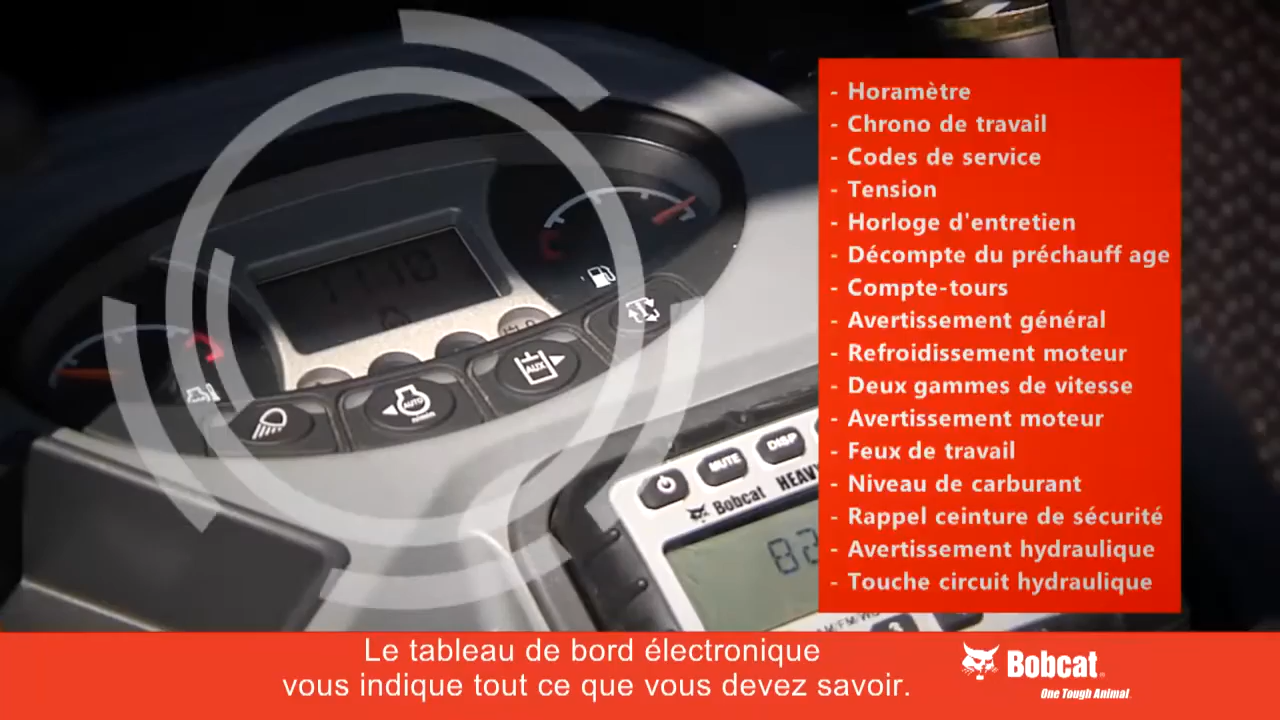 - Horamètre
- Chrono de travail
- Codes de service
- Tension
- Horloge d'entretien
- Décompte du préchauff age
- Compte-tours
- Avertissement général
- Refroidissement moteur
- Deux gammes de vitesse
- Avertissement moteur
- Feux de travail
- Niveau de carburant
- Rappel ceinture de sécurité
- Avertissement hydraulique
- Touche circuit hydraulique
AUTO
AUX
MUTE
DISP
Bobcat HEAVY
82
Le tableau de bord électronique
vous indique tout ce que vous devez savoir.
Bobcat®
One Tough Animal